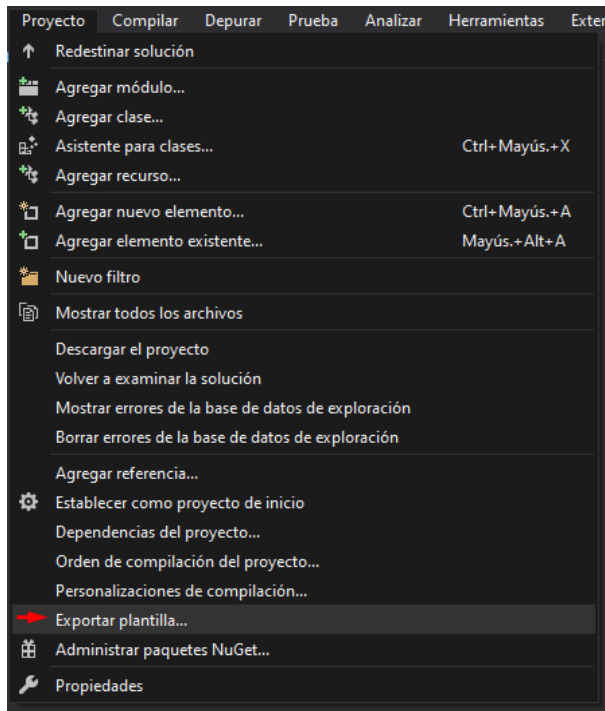 Proyecto Compilar Depurar Prueba Analizar Herramientas Exter
Redestinar solución
Agregar módulo...
Agregar clase...
Asistente para clases... Ctrl+Mayús.+X
Agregar recurso...
Agregar nuevo elemento... Ctrl+Mayús.+A
Agregar elemento existente... Mayús.+Alt+A
Nuevo filtro
Mostrar todos los archivos
Descargar el proyecto
Volver a examinar la solución
Mostrar errores de la base de datos de exploración
Borrar errores de la base de datos de exploración
Agregar referencia...
Establecer como proyecto de inicio
Dependencias del proyecto...
Orden de compilación del proyecto...
Personalizaciones de compilación...
Exportar plantilla...
Administrar paquetes NuGet...
Propiedades